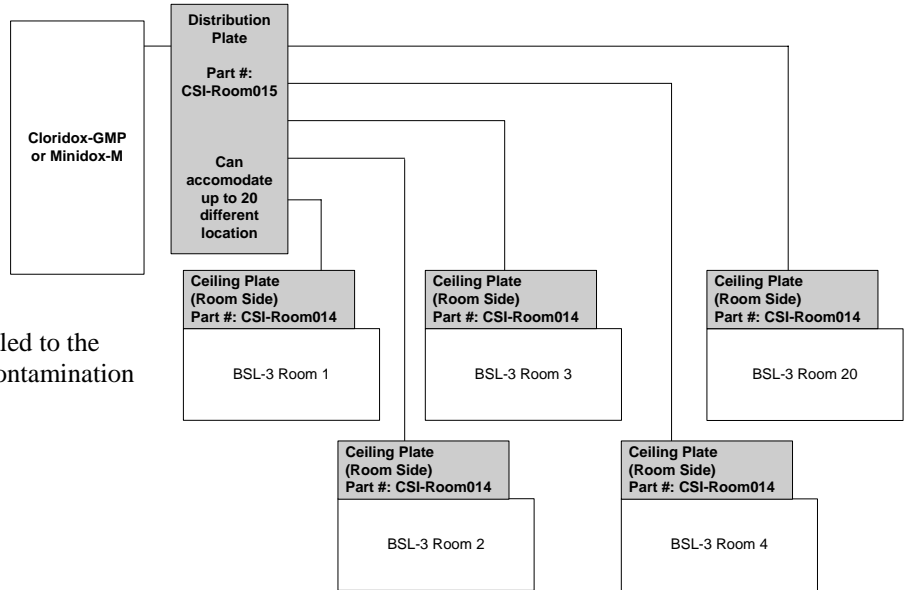 Distribution
Plate
Part #:
CSI-Room015
Can
accomodate
up to 20
different
location
Cloridox-GMP
or Minidox-M
Ceiling Plate
(Room Side)
Part #: CSI-Room014
BSL-3 Room 1
Ceiling Plate
(Room Side)
Part #: CSI-Room014
BSL-3 Room 3
Ceiling Plate
(Room Side)
Part #: CSI-Room014
BSL-3 Room 20
led to the
ontamination
Ceiling Plate
(Room Side)
Part #: CSI-Room014
BSL-3 Room 2
Ceiling Plate
(Room Side)
Part #: CSI-Room014
BSL-3 Room 4